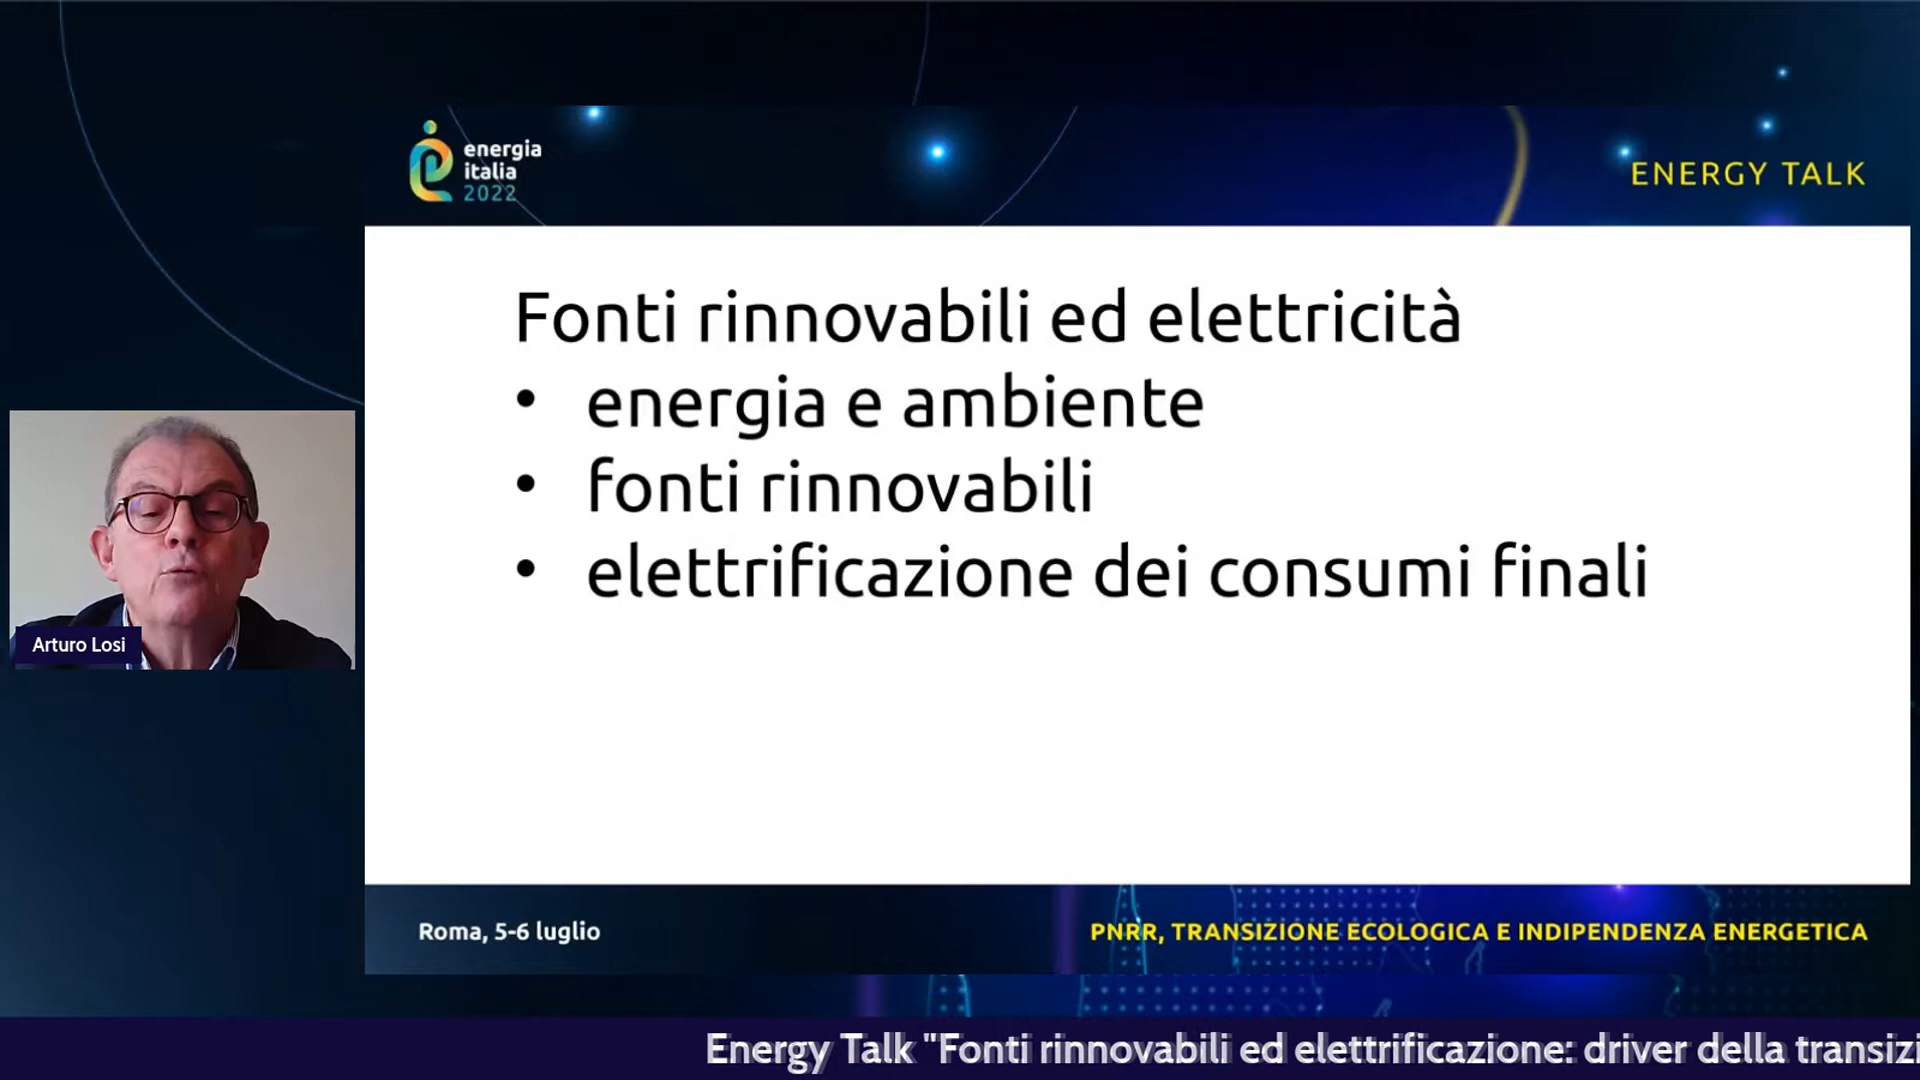 energia
italia
2022
ENERGY TALK
Fonti rinnovabili ed elettricità
• energia e ambiente
• fonti rinnovabili
• elettrificazione dei consumi finali
Arturo Losi
Roma, 5-6 luglio
PNRR, TRANSIZIONE ECOLOGICA E INDIPENDENZA ENERGETICA
Energy Talk "Fonti rinnovabili ed elettrificazione: driver della transizi